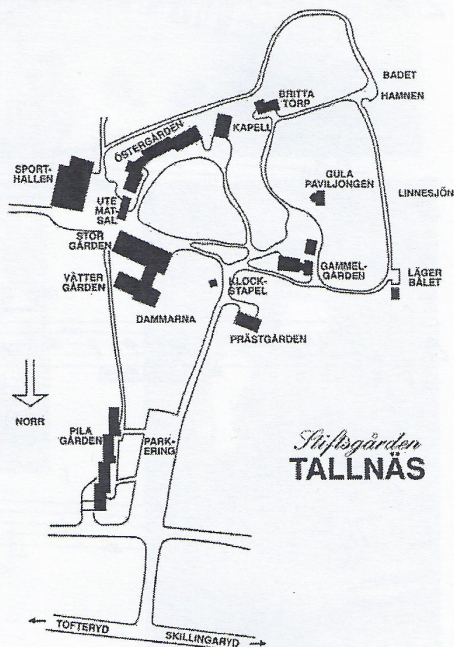 BADET
HAMNEN
BRITTA
TORP
KAPELL
ÖSTERGÅRDEN
SPORT-
HALLEN
UTE
MAT-
SAL
GULA
PAVILJONGEN
LINNESJÖN
STOR
GÅRDEN
VÄTTER
GÅRDEN
GAMMEL-
GÅRDEN
KLOCK-
STAPEL
LÄGER
BÅLET
DAMMARNA
PRÄSTGÅRDEN
NORR
PILA
GÅRDEN
PARK-
ERING
Stiftsgården
TALLNÄS
TOFTERYD
SKILLINGARYD